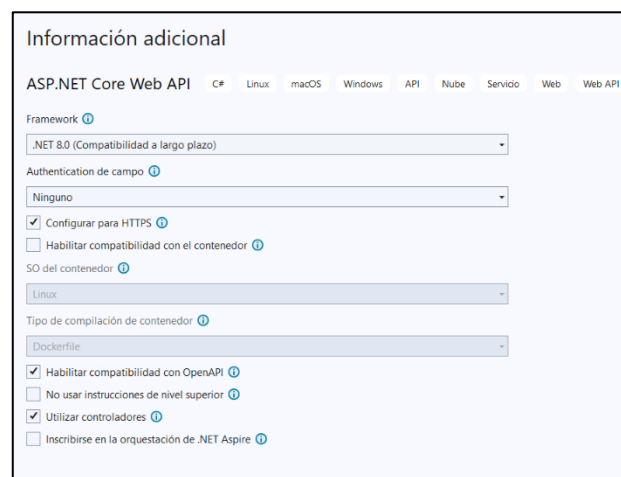 Información adicional
ASP.NET Core Web API C# Linux macOS Windows API Nube Servicio Web Web API
Framework
.NET 8.0 (Compatibilidad a largo plazo)
Authentication de campo
Ninguno
Configurar para HTTPS
Habilitar compatibilidad con el contenedor
SO del contenedor
Linux
Tipo de compilación de contenedor
Dockerfile
Habilitar compatibilidad con OpenAPI
No usar instrucciones de nivel superior
Utilizar controladores
Inscribirse en la orquestación de .NET Aspire